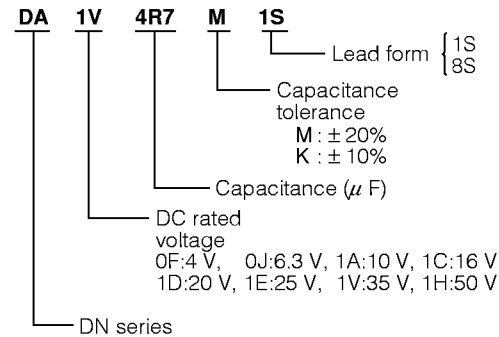 DA 1V 4R7 M 1S
Lead form { 1S
8S
Capacitance
tolerance
M : ± 20%
K : ± 10%
Capacitance (μ F)
DC rated
voltage
0F:4 V, 0J:6.3 V, 1A:10 V, 1C:16 V
1D:20 V, 1E:25 V, 1V:35 V, 1H:50 V
DN series